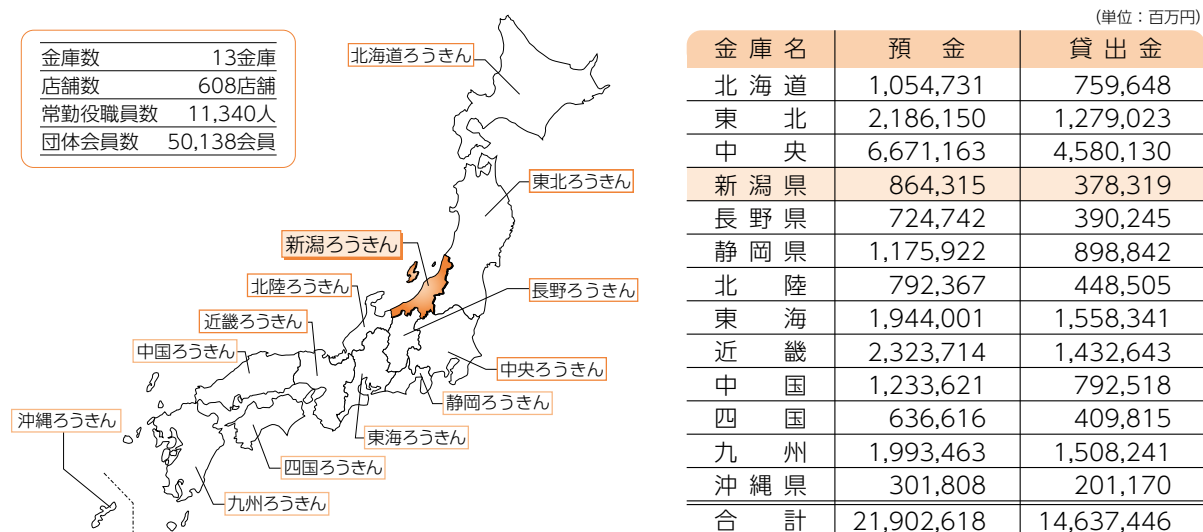 金庫数 13金庫
店舗数 608店舗
常勤役職員数 11,340人
団体会員数 50,138会員
北海道ろうきん
東北ろうきん
新潟ろうきん
北陸ろうきん
長野ろうきん
近畿ろうきん
中国ろうきん
中央ろうきん
静岡ろうきん
沖縄ろうきん
東海ろうきん
四国ろうきん
九州ろうきん
(単位：百万円)
金庫名 預金 貸出金
北海道 1,054,731 759,648
東北 2,186,150 1,279,023
中央 6,671,163 4,580,130
新潟県 864,315 378,319
長野県 724,742 390,245
静岡県 1,175,922 898,842
北陸 792,367 448,505
東海 1,944,001 1,558,341
近畿 2,323,714 1,432,643
中国 1,233,621 792,518
四国 636,616 409,815
九州 1,993,463 1,508,241
沖縄県 301,808 201,170
合計 21,902,618 14,637,446